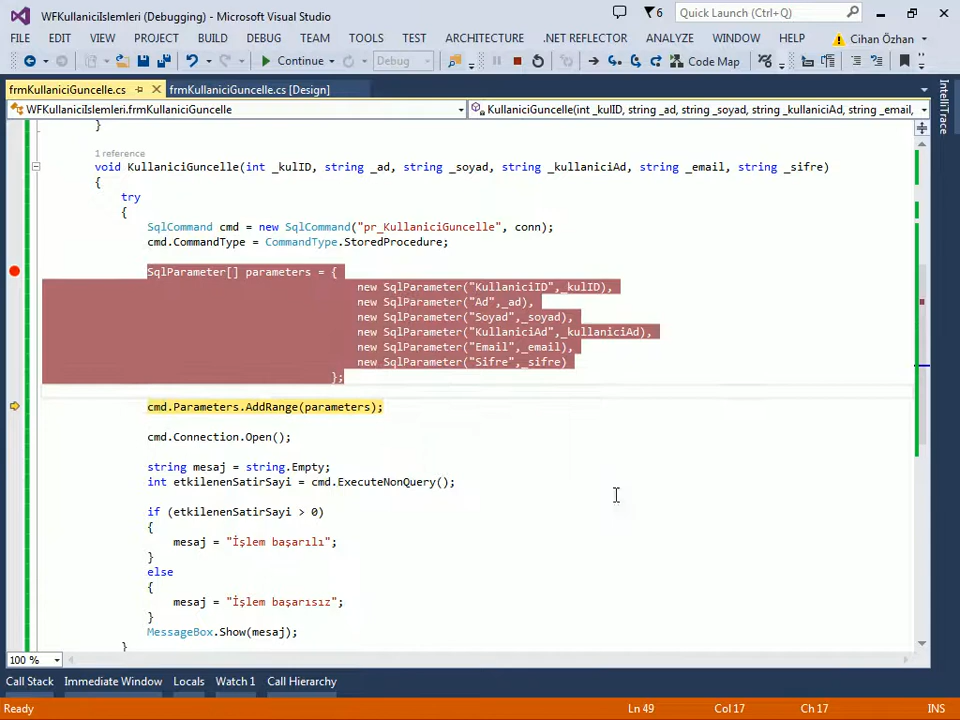 WFKullaniciIslemleri (Debugging) - Microsoft Visual Studio
6
Quick Launch (Ctrl+Q)
FILE EDIT VIEW PROJECT BUILD DEBUG TEAM TOOLS TEST ARCHITECTURE .NET REFLECTOR ANALYZE WINDOW HELP Cihan Özhan
Continue Debug Code Map
frmKullaniciGuncelle.cs frmKullaniciGuncelle.cs [Design]
WFKullaniciIslemleri.frmKullaniciGuncelle KullaniciGuncelle(int _kulID, string _ad, string _soyad, string _kullaniciAd, string _email,
IntelliTrace
}
1 reference
void KullaniciGuncelle(int _kulID, string _ad, string _soyad, string _kullaniciAd, string _email, string _sifre)
{
try
{
SqlCommand cmd = new SqlCommand("pr_KullaniciGuncelle", conn);
cmd.CommandType = CommandType.StoredProcedure;
SqlParameter[] parameters = {
new SqlParameter("KullaniciID",_kulID),
new SqlParameter("Ad",_ad),
new SqlParameter("Soyad",_soyad),
new SqlParameter("KullaniciAd",_kullaniciAd),
new SqlParameter("Email",_email),
new SqlParameter("Sifre",_sifre)
};
cmd.Parameters.AddRange(parameters);
cmd.Connection.Open();
string mesaj = string.Empty;
int etkilenenSatirSayi = cmd.ExecuteNonQuery();
if (etkilenenSatirSayi > 0)
{
mesaj = "İşlem başarılı";
}
else
{
mesaj = "İşlem başarısız";
}
MessageBox.Show(mesaj);
}
100 %
Call Stack Immediate Window Locals Watch 1 Call Hierarchy
Ready Ln 49 Col 17 Ch 17 INS